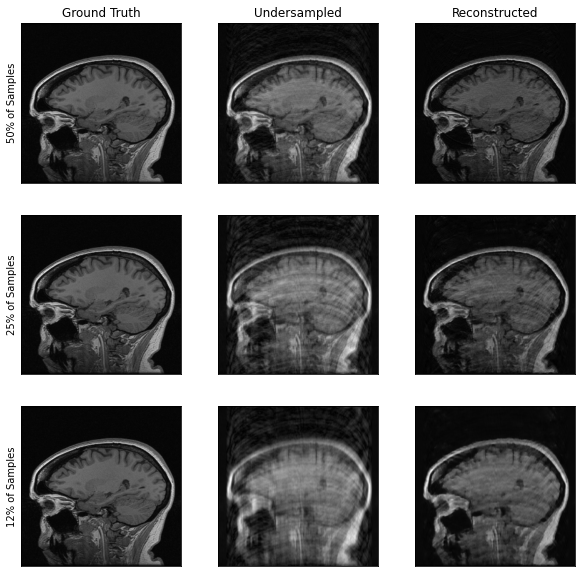 Ground Truth
Undersampled
Reconstructed
50% of Samples
25% of Samples
12% of Samples